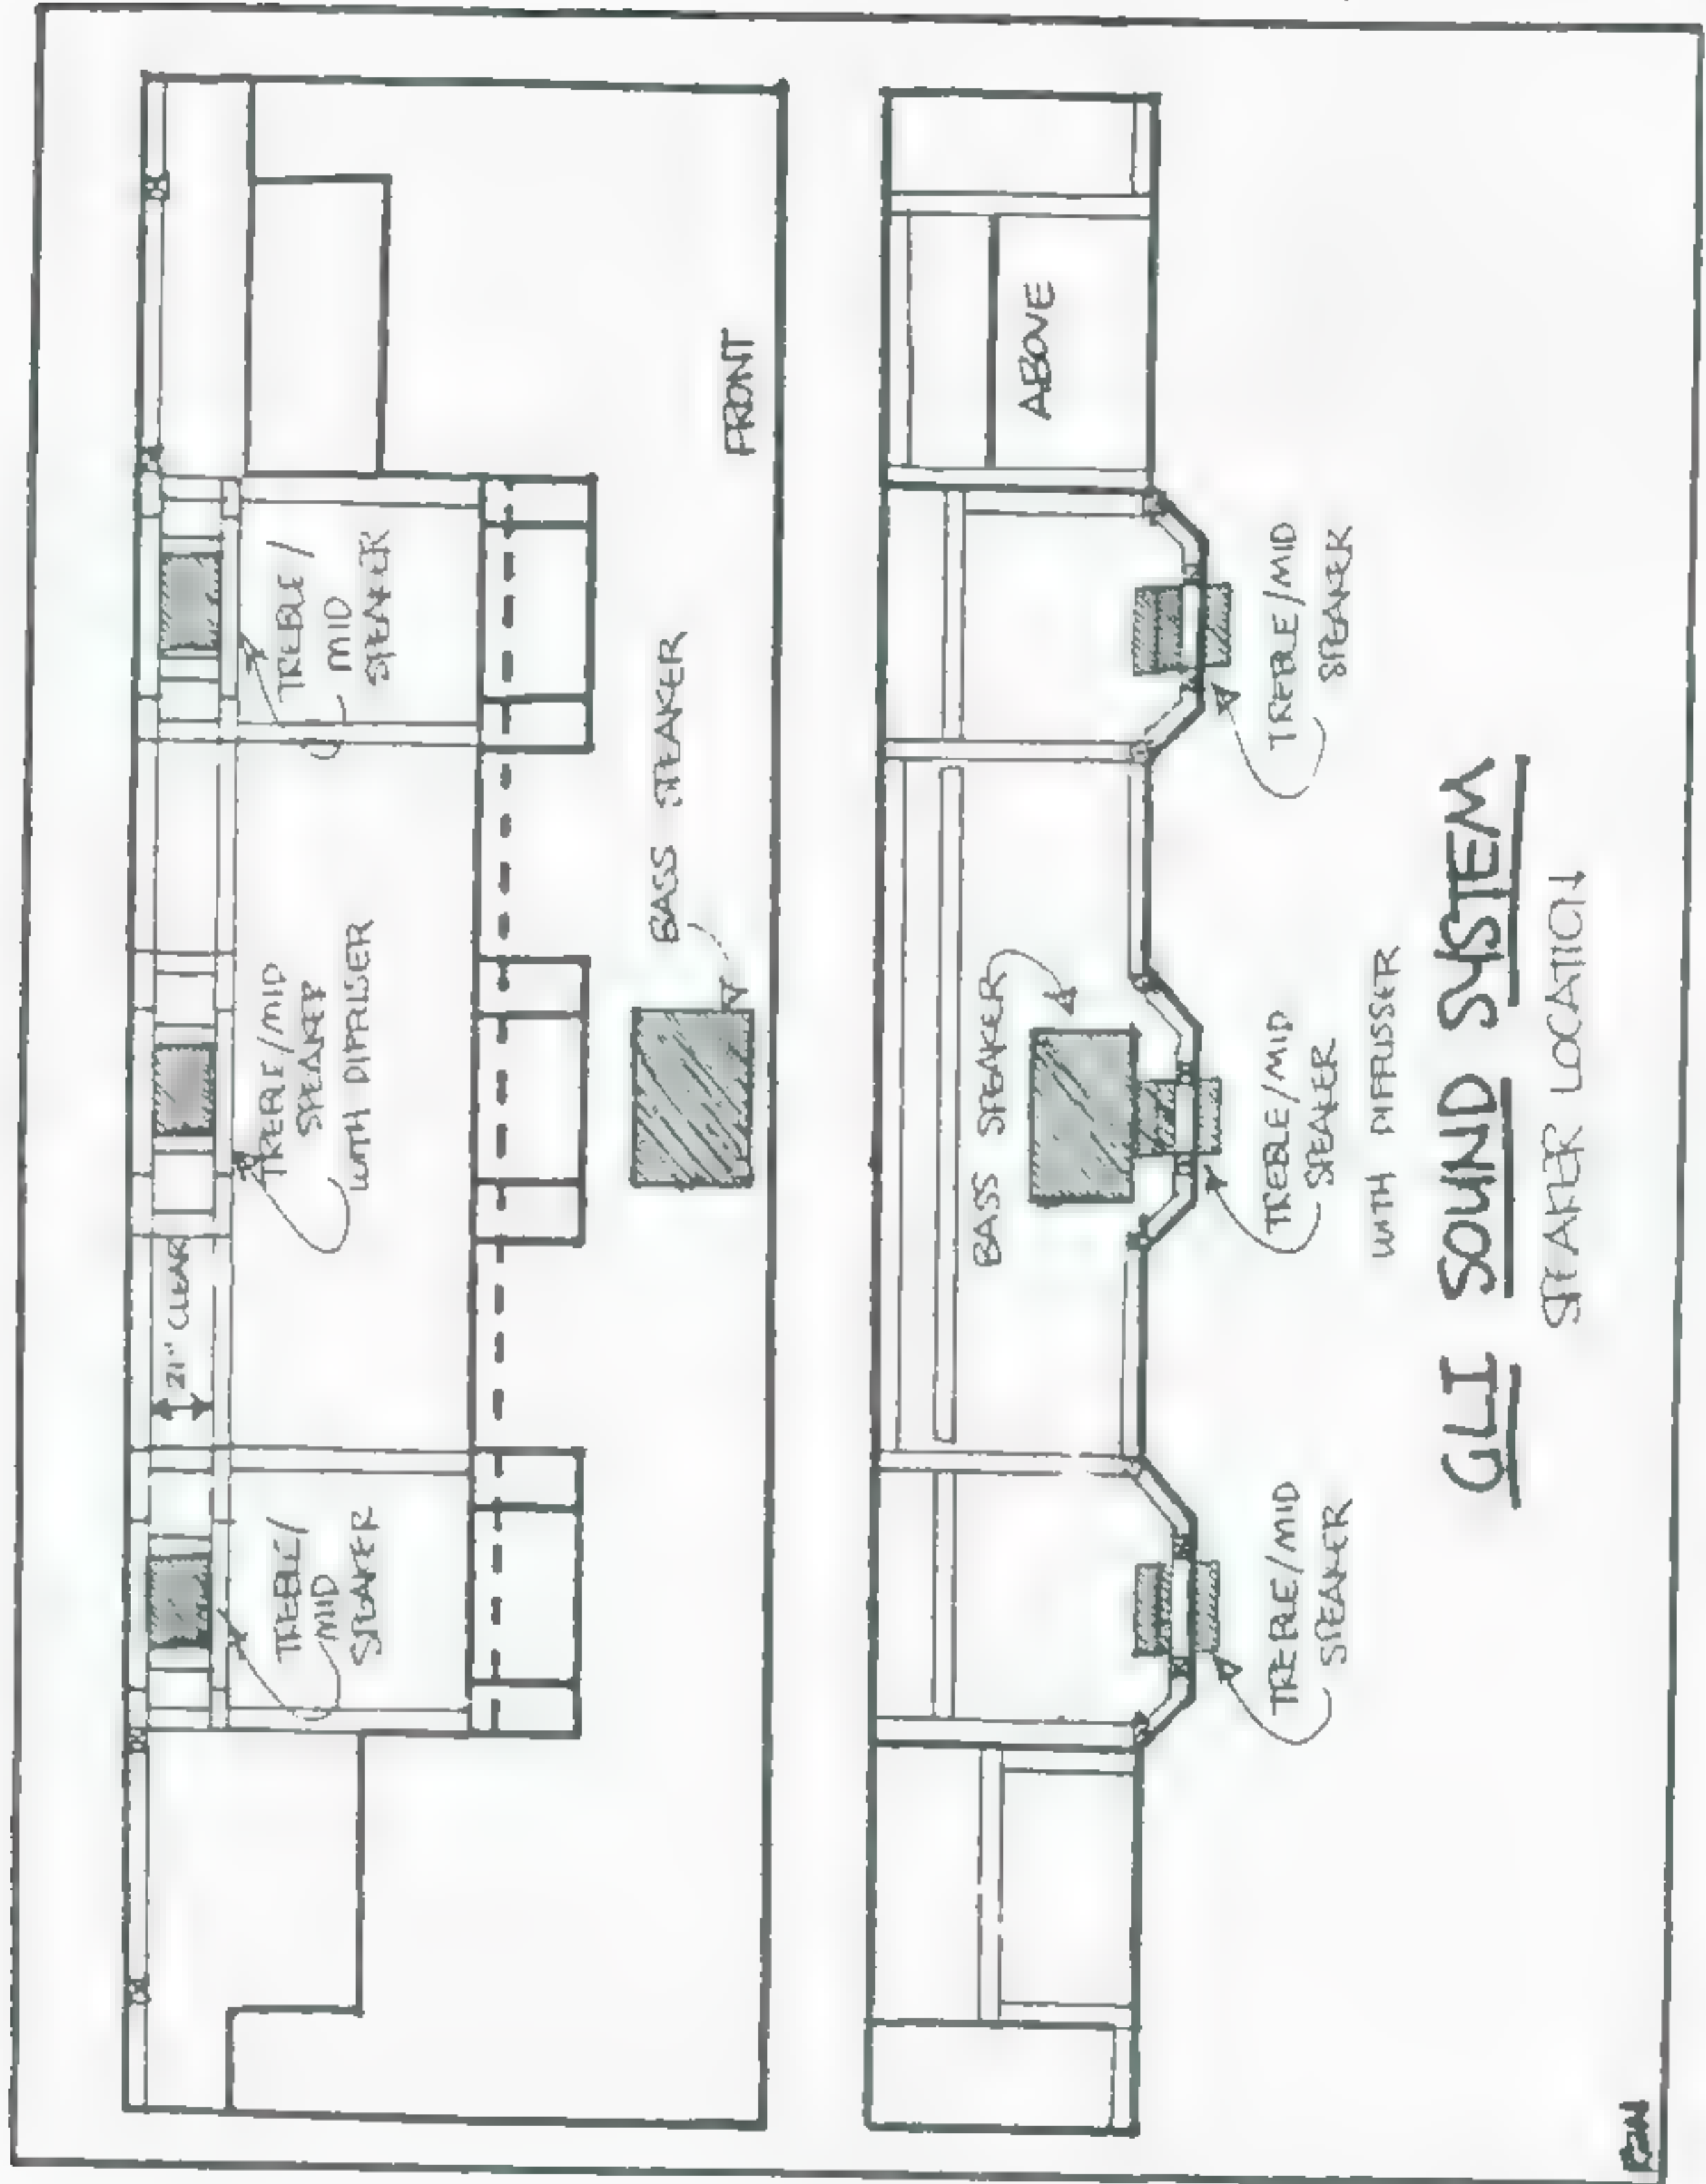 21" CLEAR
TREBLE/
MID
SPEAKER
TREBLE/MID
SPEAKER
WITH DIFFUSER
TREBLE /
MID
SPEAKER
BASS SPEAKER
FRONT
ABOVE
BASS SPEAKER
TREBLE/MID
SPEAKER
TREBLE/MID
SPEAKER
WITH DIFFUSSER
TREBLE/MID
SPEAKER
GLI SOUND SYSTEM
SPEAKER LOCATION